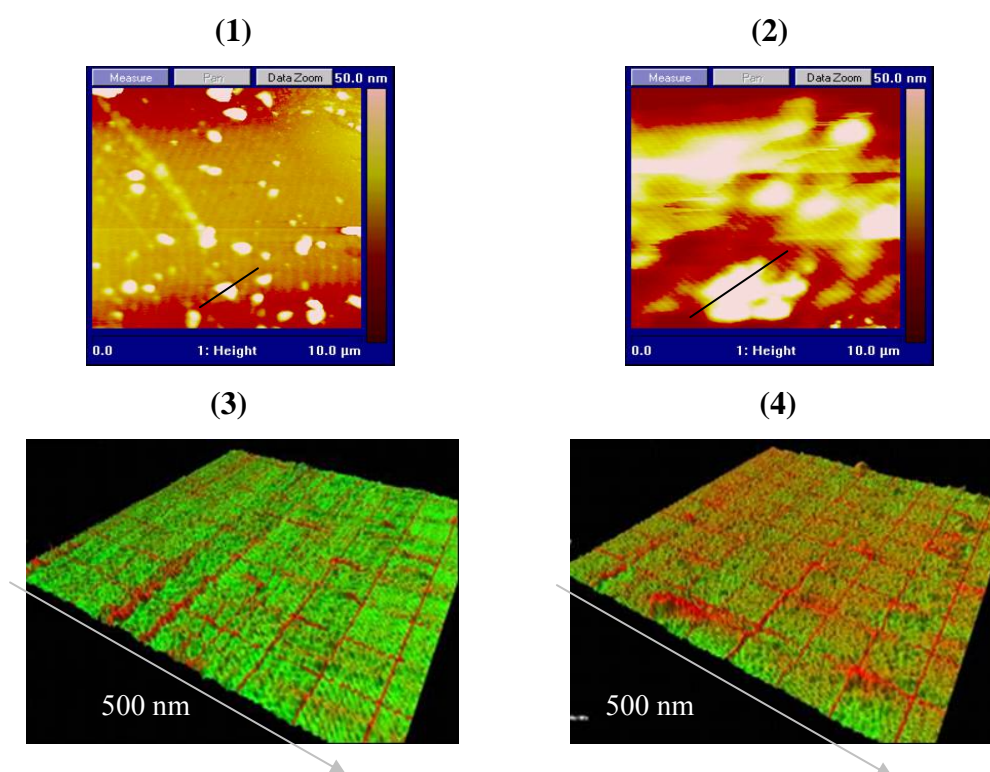 (1)
(2)
Measure Pan Data Zoom 50.0 nm
Measure Pan Data Zoom 50.0 nm
0.0 1: Height 10.0 µm
0.0 1: Height 10.0 µm
(3)
(4)
500 nm
500 nm